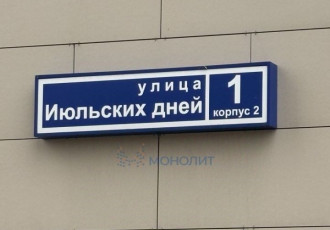 улица
Июльских дней
1
корпус 2
МОНОЛИТ